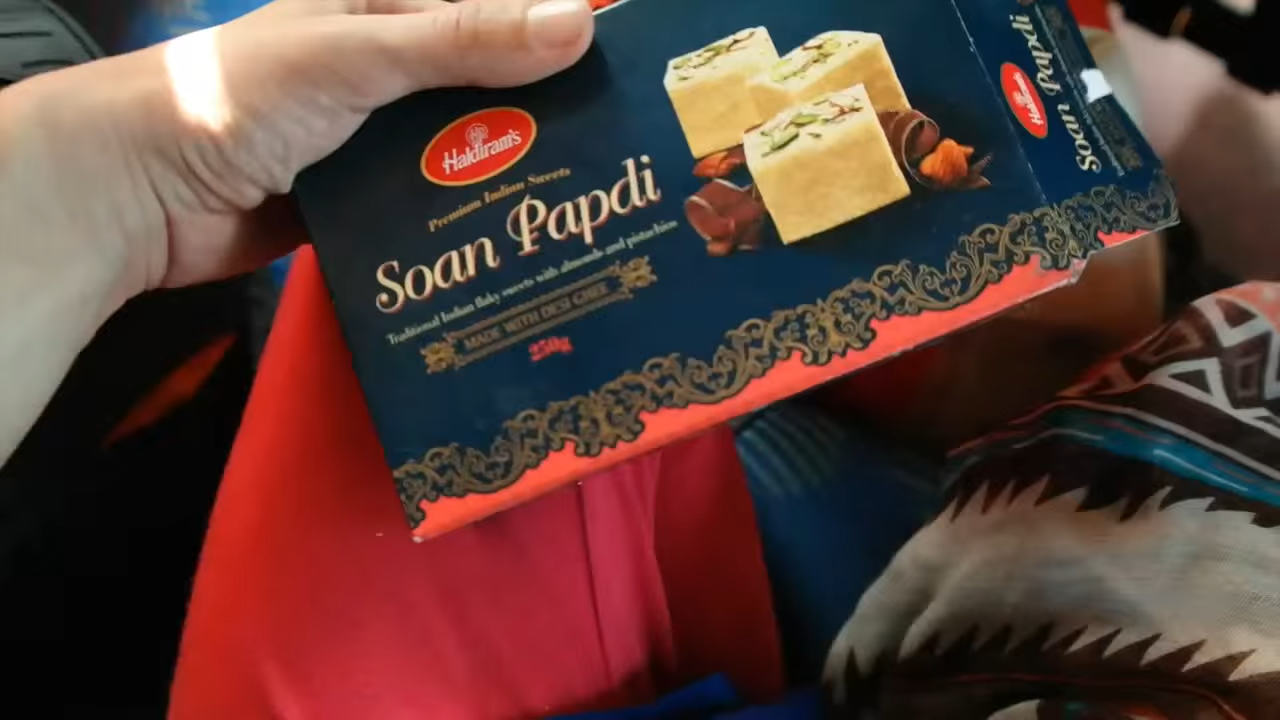 Haldiram's
Premium Indian Sweets
Soan Papdi
Traditional Indian flaky sweets with almonds and pistachios
MADE WITH DESI GHEE
250g
Haldiram's
Soan Papdi